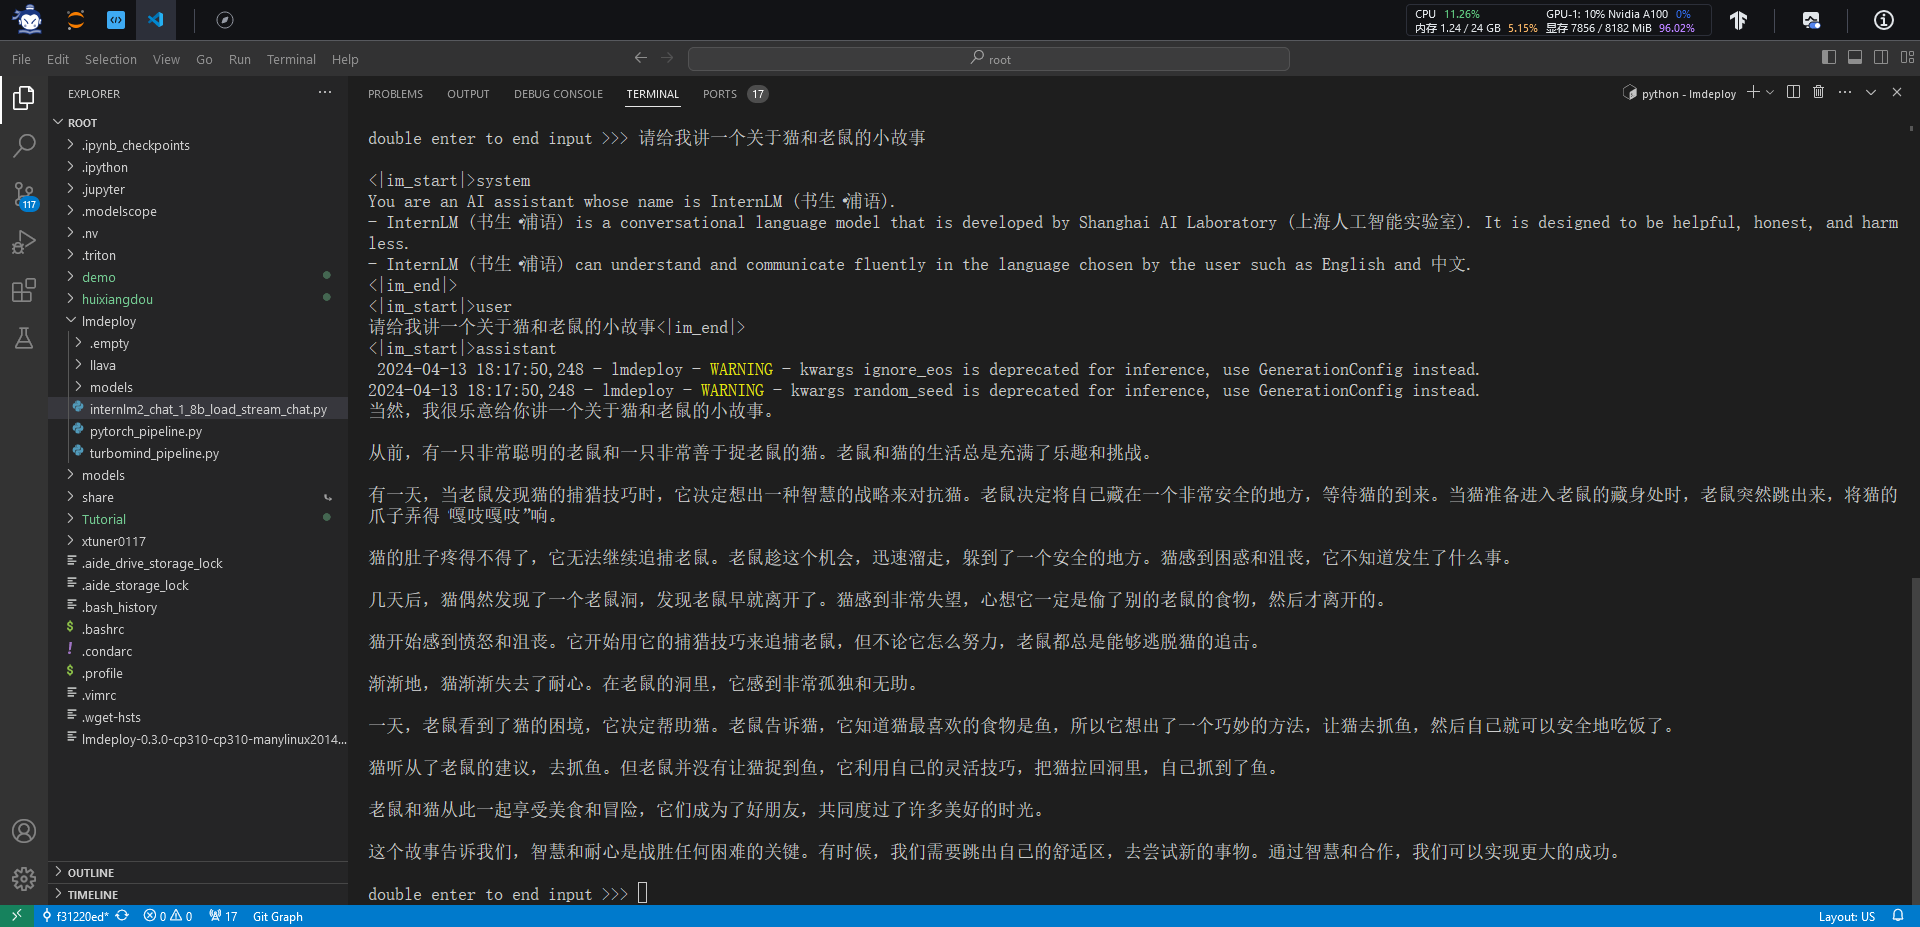 CPU 11.26% GPU-1: 10% Nvidia A100 0%
内存 1.24 / 24 GB 5.15% 显存 7856 / 8182 MiB 96.02%
File Edit Selection View Go Run Terminal Help
root
EXPLORER
PROBLEMS OUTPUT DEBUG CONSOLE TERMINAL PORTS 17
python - lmdeploy
ROOT
.ipynb_checkpoints
.ipython
.jupyter
.modelscope
.nv
.triton
demo
huixiangdou
lmdeploy
.empty
llava
models
internlm2_chat_1_8b_load_stream_chat.py
pytorch_pipeline.py
turbomind_pipeline.py
models
share
Tutorial
xtuner0117
.aide_drive_storage_lock
.aide_storage_lock
.bash_history
.bashrc
.condarc
.profile
.vimrc
.wget-hsts
lmdeploy-0.3.0-cp310-cp310-manylinux2014...
OUTLINE
TIMELINE
117
double enter to end input >>> 请给我讲一个关于猫和老鼠的小故事
<|im_start|>system
You are an AI assistant whose name is InternLM (书生·浦语).
- InternLM (书生·浦语) is a conversational language model that is developed by Shanghai AI Laboratory (上海人工智能实验室). It is designed to be helpful, honest, and harm
less.
- InternLM (书生·浦语) can understand and communicate fluently in the language chosen by the user such as English and 中文.
<|im_end|>
<|im_start|>user
请给我讲一个关于猫和老鼠的小故事<|im_end|>
<|im_start|>assistant
2024-04-13 18:17:50,248 - lmdeploy - WARNING - kwargs ignore_eos is deprecated for inference, use GenerationConfig instead.
2024-04-13 18:17:50,248 - lmdeploy - WARNING - kwargs random_seed is deprecated for inference, use GenerationConfig instead.
当然，我很乐意给你讲一个关于猫和老鼠的小故事。
从前，有一只非常聪明的老鼠和一只非常善于捉老鼠的猫。老鼠和猫的生活总是充满了乐趣和挑战。
有一天，当老鼠发现猫的捕猎技巧时，它决定想出一种智慧的战略来对抗猫。老鼠决定将自己藏在一个非常安全的地方，等待猫的到来。当猫准备进入老鼠的藏身处时，老鼠突然跳出来，将猫的
爪子弄得“嘎吱嘎吱”响。
猫的肚子疼得不得了，它无法继续追捕老鼠。老鼠趁这个机会，迅速溜走，躲到了一个安全的地方。猫感到困惑和沮丧，它不知道发生了什么事。
几天后，猫偶然发现了一个老鼠洞，发现老鼠早就离开了。猫感到非常失望，心想它一定是偷了别的老鼠的食物，然后才离开的。
猫开始感到愤怒和沮丧。它开始用它的捕猎技巧来追捕老鼠，但不论它怎么努力，老鼠都总是能够逃脱猫的追击。
渐渐地，猫渐渐失去了耐心。在老鼠的洞里，它感到非常孤独和无助。
一天，老鼠看到了猫的困境，它决定帮助猫。老鼠告诉猫，它知道猫最喜欢的食物是鱼，所以它想出了一个巧妙的方法，让猫去抓鱼，然后自己就可以安全地吃饭了。
猫听从了老鼠的建议，去抓鱼。但老鼠并没有让猫捉到鱼，它利用自己的灵活技巧，把猫拉回洞里，自己抓到了鱼。
老鼠和猫从此一起享受美食和冒险，它们成为了好朋友，共同度过了许多美好的时光。
这个故事告诉我们，智慧和耐心是战胜任何困难的关键。有时候，我们需要跳出自己的舒适区，去尝试新的事物。通过智慧和合作，我们可以实现更大的成功。
double enter to end input >>>
f31220ed* 0 0 17 Git Graph Layout: US